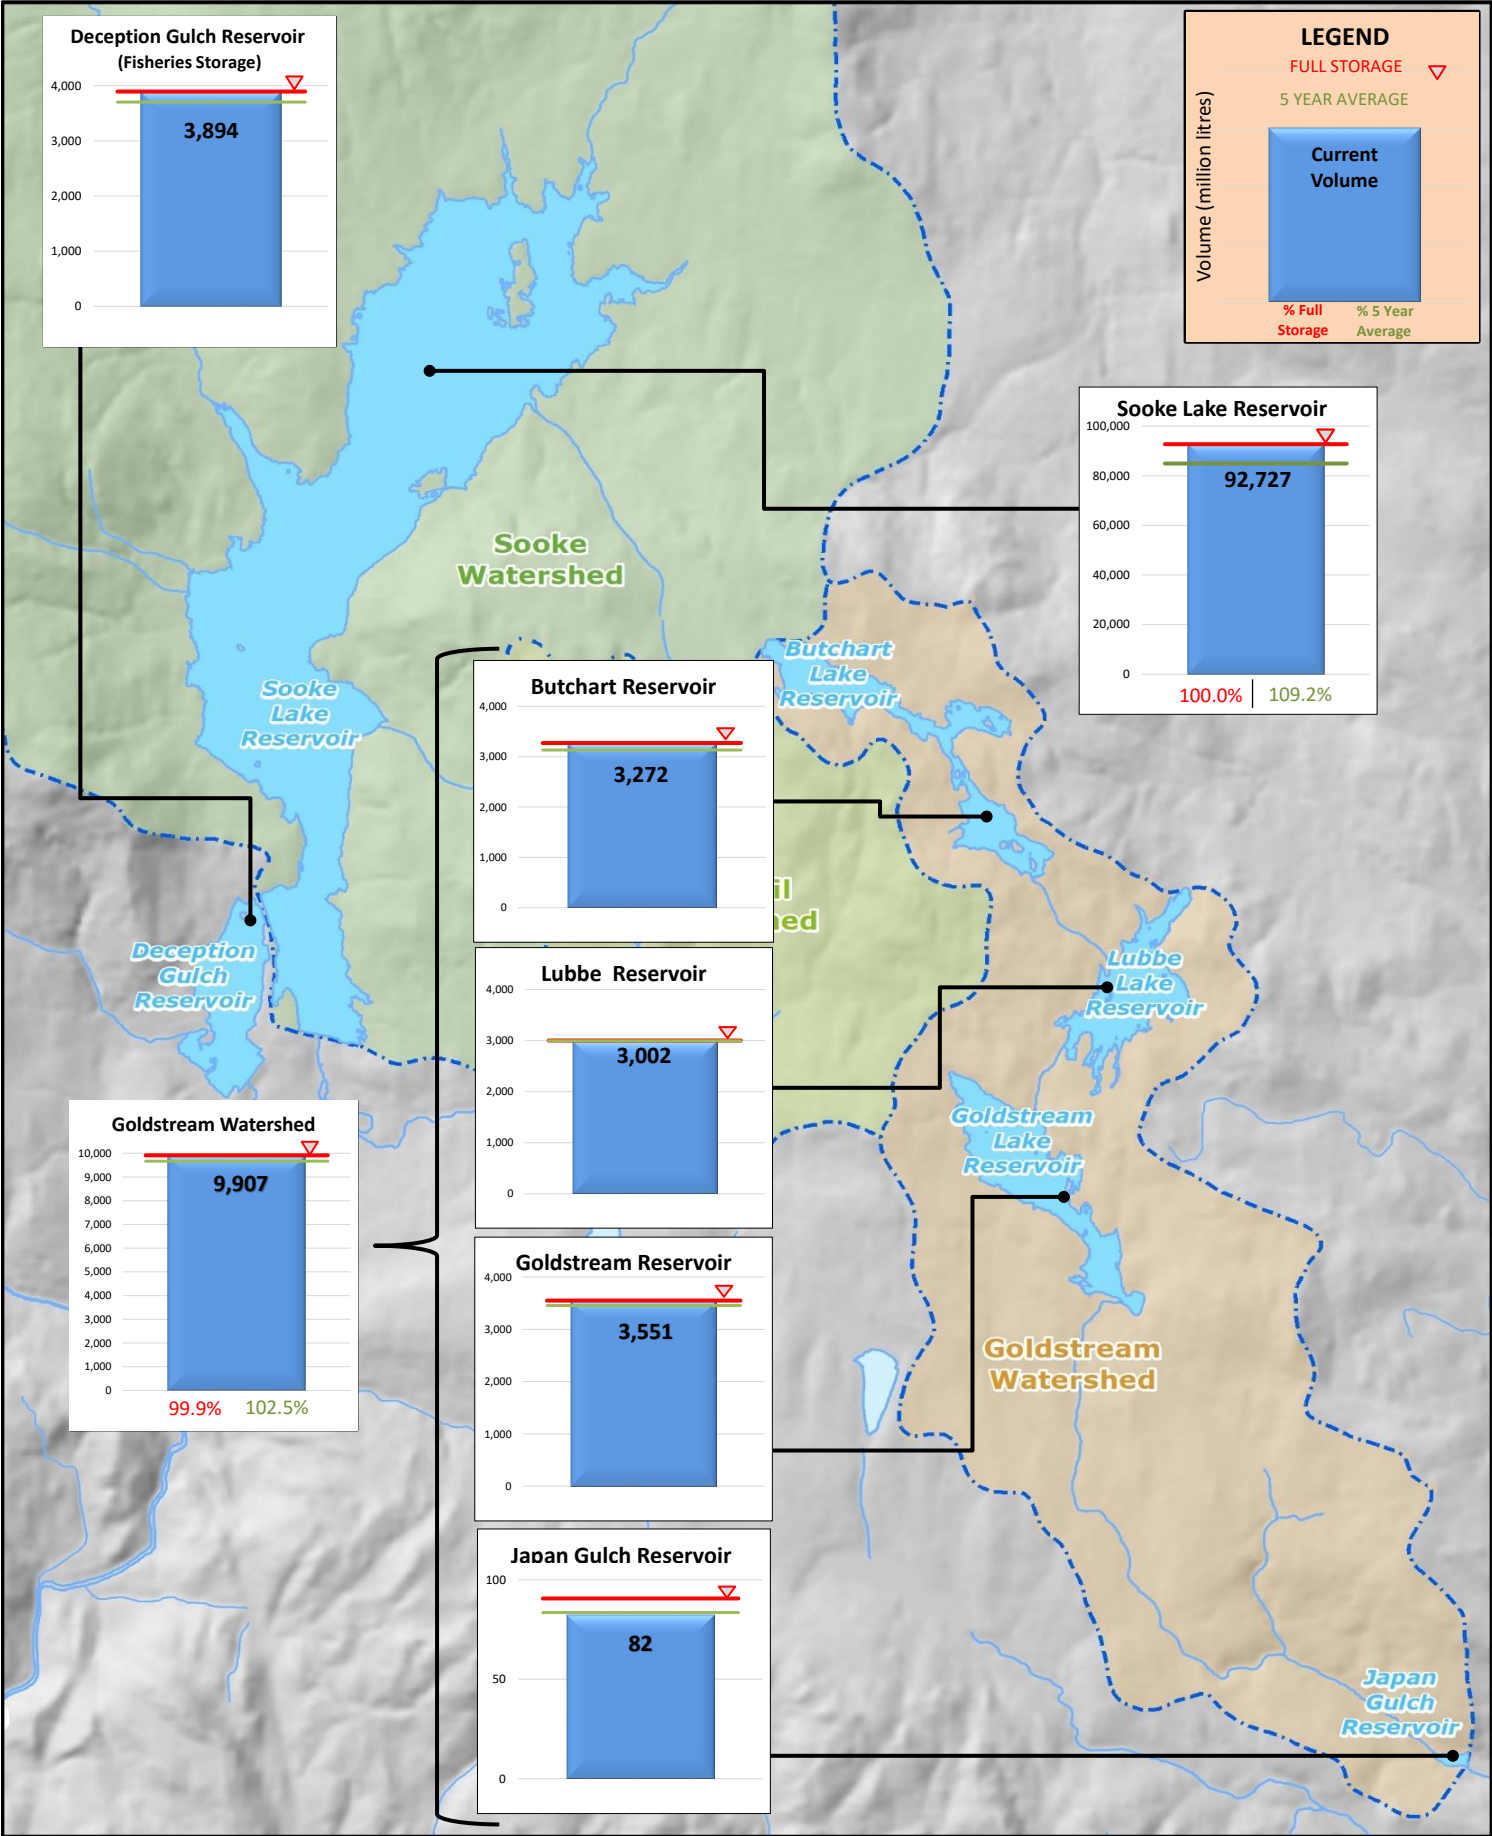 Deception Gulch Reservoir
(Fisheries Storage)
4,000
3,000
2,000
1,000
0
3,894
LEGEND
FULL STORAGE
5 YEAR AVERAGE
Volume (million litres)
Current
Volume
% Full
Storage
% 5 Year
Average
Sooke Lake Reservoir
100,000
80,000
60,000
40,000
20,000
0
92,727
100.0%
109.2%
Sooke
Watershed
Sooke
Lake
Reservoir
Butchart
Lake
Reservoir
Butchart Reservoir
4,000
3,000
2,000
1,000
0
3,272
il
ed
Deception
Gulch
Reservoir
Lubbe Reservoir
4,000
3,000
2,000
1,000
0
3,002
Lubbe
Lake
Reservoir
Goldstream
Lake
Reservoir
Goldstream Watershed
10,000
9,000
8,000
7,000
6,000
5,000
4,000
3,000
2,000
1,000
0
9,907
99.9%
102.5%
Goldstream Reservoir
4,000
3,000
2,000
1,000
0
3,551
Goldstream
Watershed
Japan Gulch Reservoir
100
50
0
82
Japan
Gulch
Reservoir